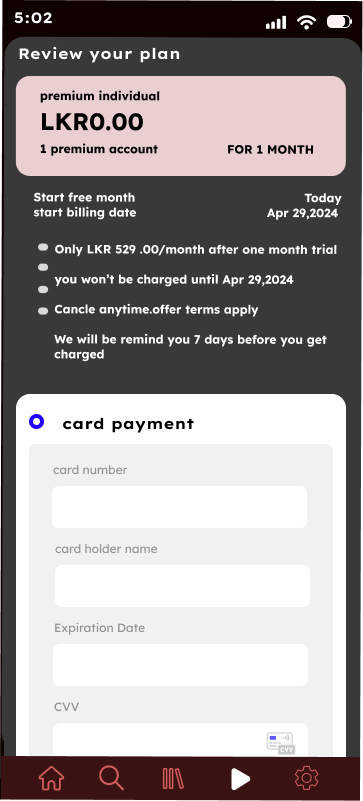 5:02
Review your plan
premium individual
LKR0.00
1 premium account FOR 1 MONTH
Start free month Today
start billing date Apr 29,2024
Only LKR 529 .00/month after one month trial
you won't be charged until Apr 29,2024
Cancle anytime.offer terms apply
We will be remind you 7 days before you get
charged
card payment
card number
card holder name
Expiration Date
CVV
CVV